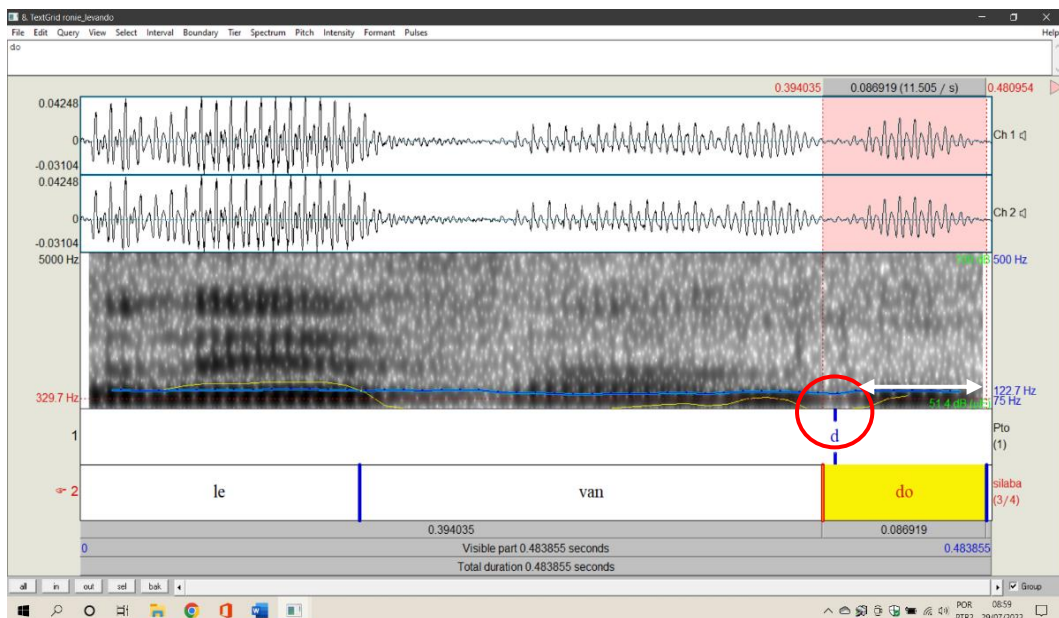 8. TextGrid ronie_levando
File Edit Query View Select Interval Boundary Tier Spectrum Pitch Intensity Formant Pulses Help
do
0.394035 0.086919 (11.505 / s) 0.480954
0.04248
0
-0.03104
Ch 1
0.04248
0
-0.03104
Ch 2
5000 Hz 500 Hz
329.7 Hz 122.7 Hz
51.4 dB 75 Hz
1 d Pto
(1)
2 le van do silaba
(3/4)
0.394035 0.086919
0 Visible part 0.483855 seconds 0.483855
Total duration 0.483855 seconds
all in out sel bak Group
POR 08:59
PTB2 29/07/2022